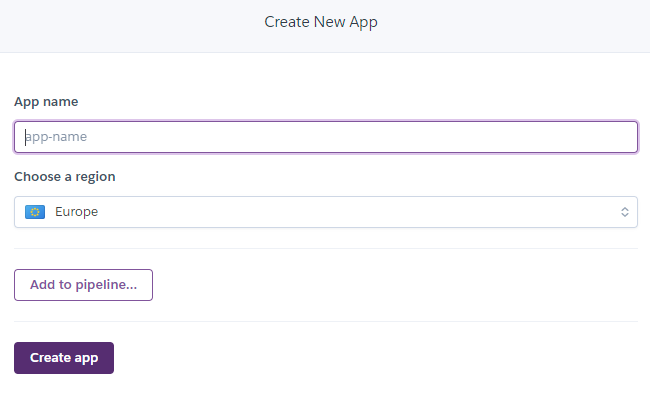 Create New App
App name
app-name
Choose a region
Europe
Add to pipeline...
Create app